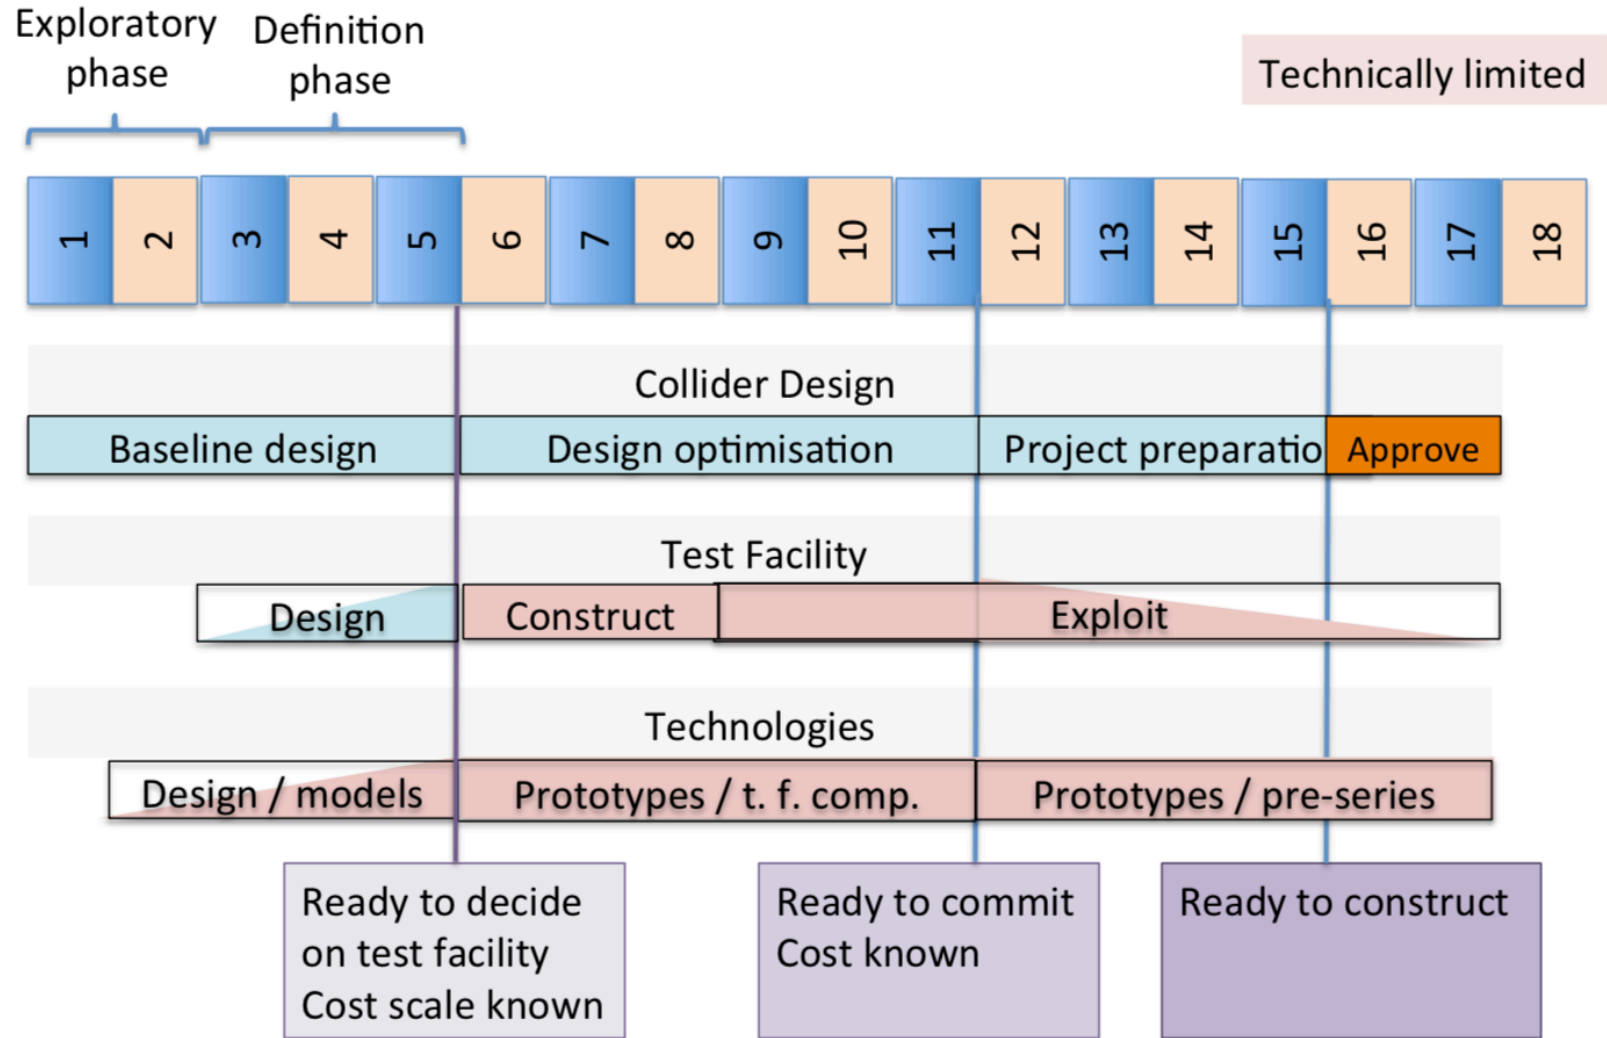 Exploratory
phase
Definition
phase
Technically limited
1 2 3 4 5 6 7 8 9 10 11 12 13 14 15 16 17 18
Collider Design
Baseline design
Design optimisation
Project preparatio
Approve
Test Facility
Design
Construct
Exploit
Technologies
Design / models
Prototypes / t. f. comp.
Prototypes / pre-series
Ready to decide
on test facility
Cost scale known
Ready to commit
Cost known
Ready to construct